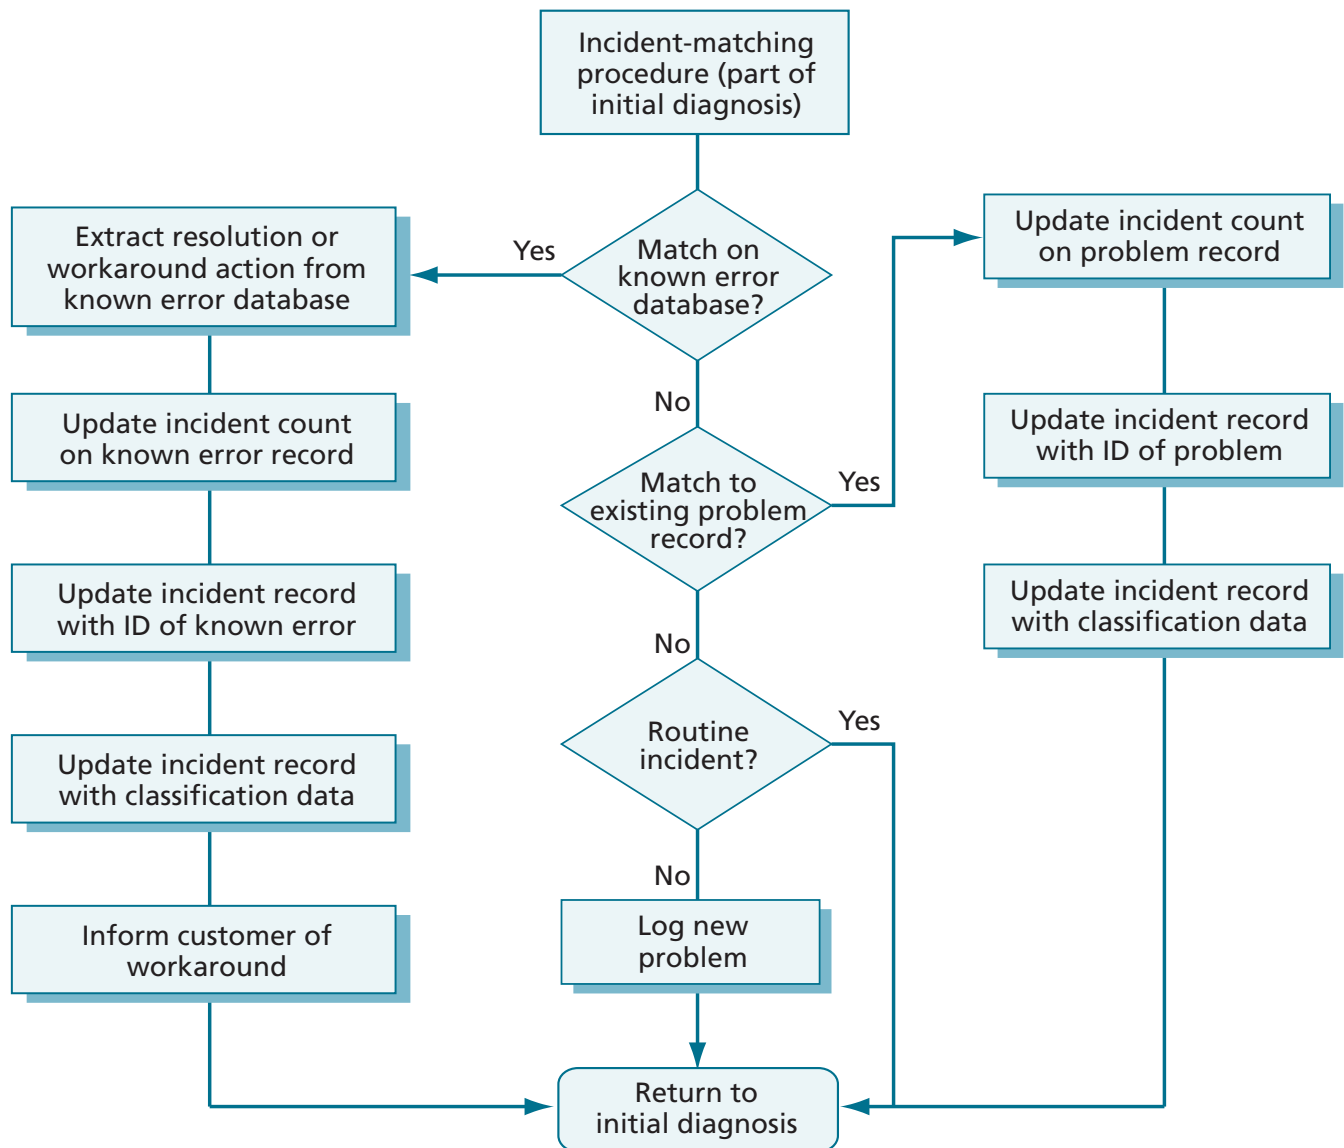 Incident-matching
procedure (part of
initial diagnosis)
Match on
known error
database?
Yes
Extract resolution or
workaround action from
known error database
Update incident count
on known error record
Update incident record
with ID of known error
Update incident record
with classification data
Inform customer of
workaround
No
Match to
existing problem
record?
Yes
Update incident count
on problem record
Update incident record
with ID of problem
Update incident record
with classification data
No
Routine
incident?
Yes
No
Log new
problem
Return to
initial diagnosis